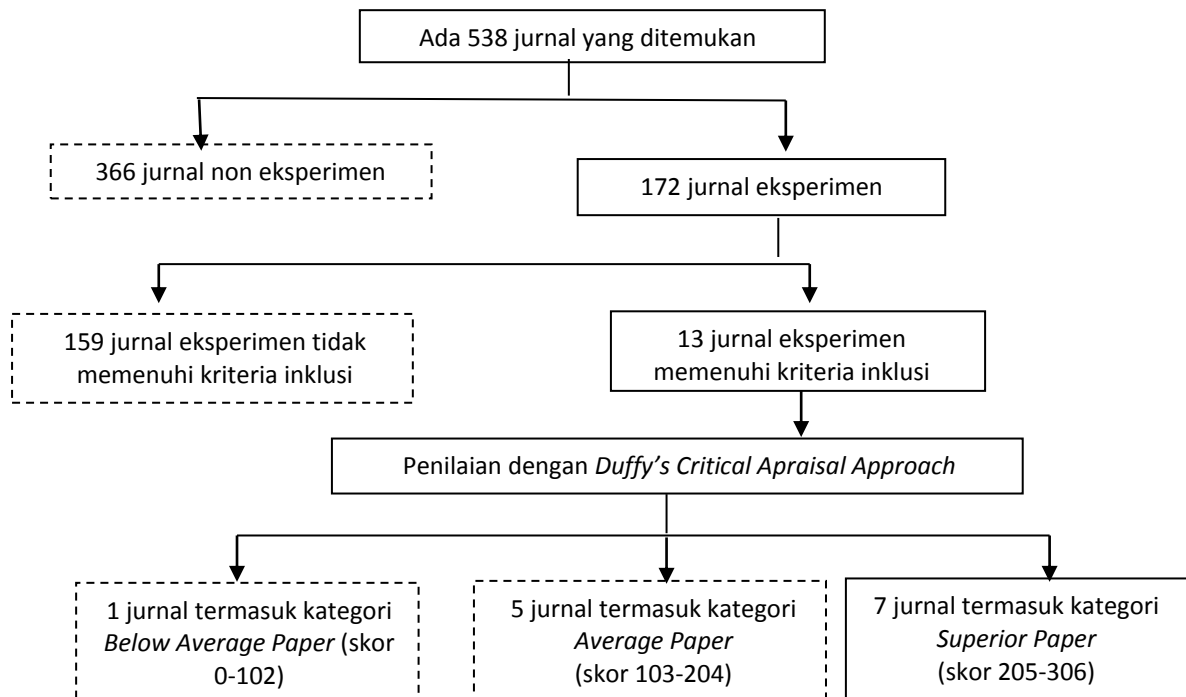 Ada 538 jurnal yang ditemukan
366 jurnal non eksperimen
172 jurnal eksperimen
159 jurnal eksperimen tidak
memenuhi kriteria inklusi
13 jurnal eksperimen
memenuhi kriteria inklusi
Penilaian dengan Duffy’s Critical Apraisal Approach
1 jurnal termasuk kategori
Below Average Paper (skor
0-102)
5 jurnal termasuk kategori
Average Paper
(skor 103-204)
7 jurnal termasuk kategori
Superior Paper
(skor 205-306)